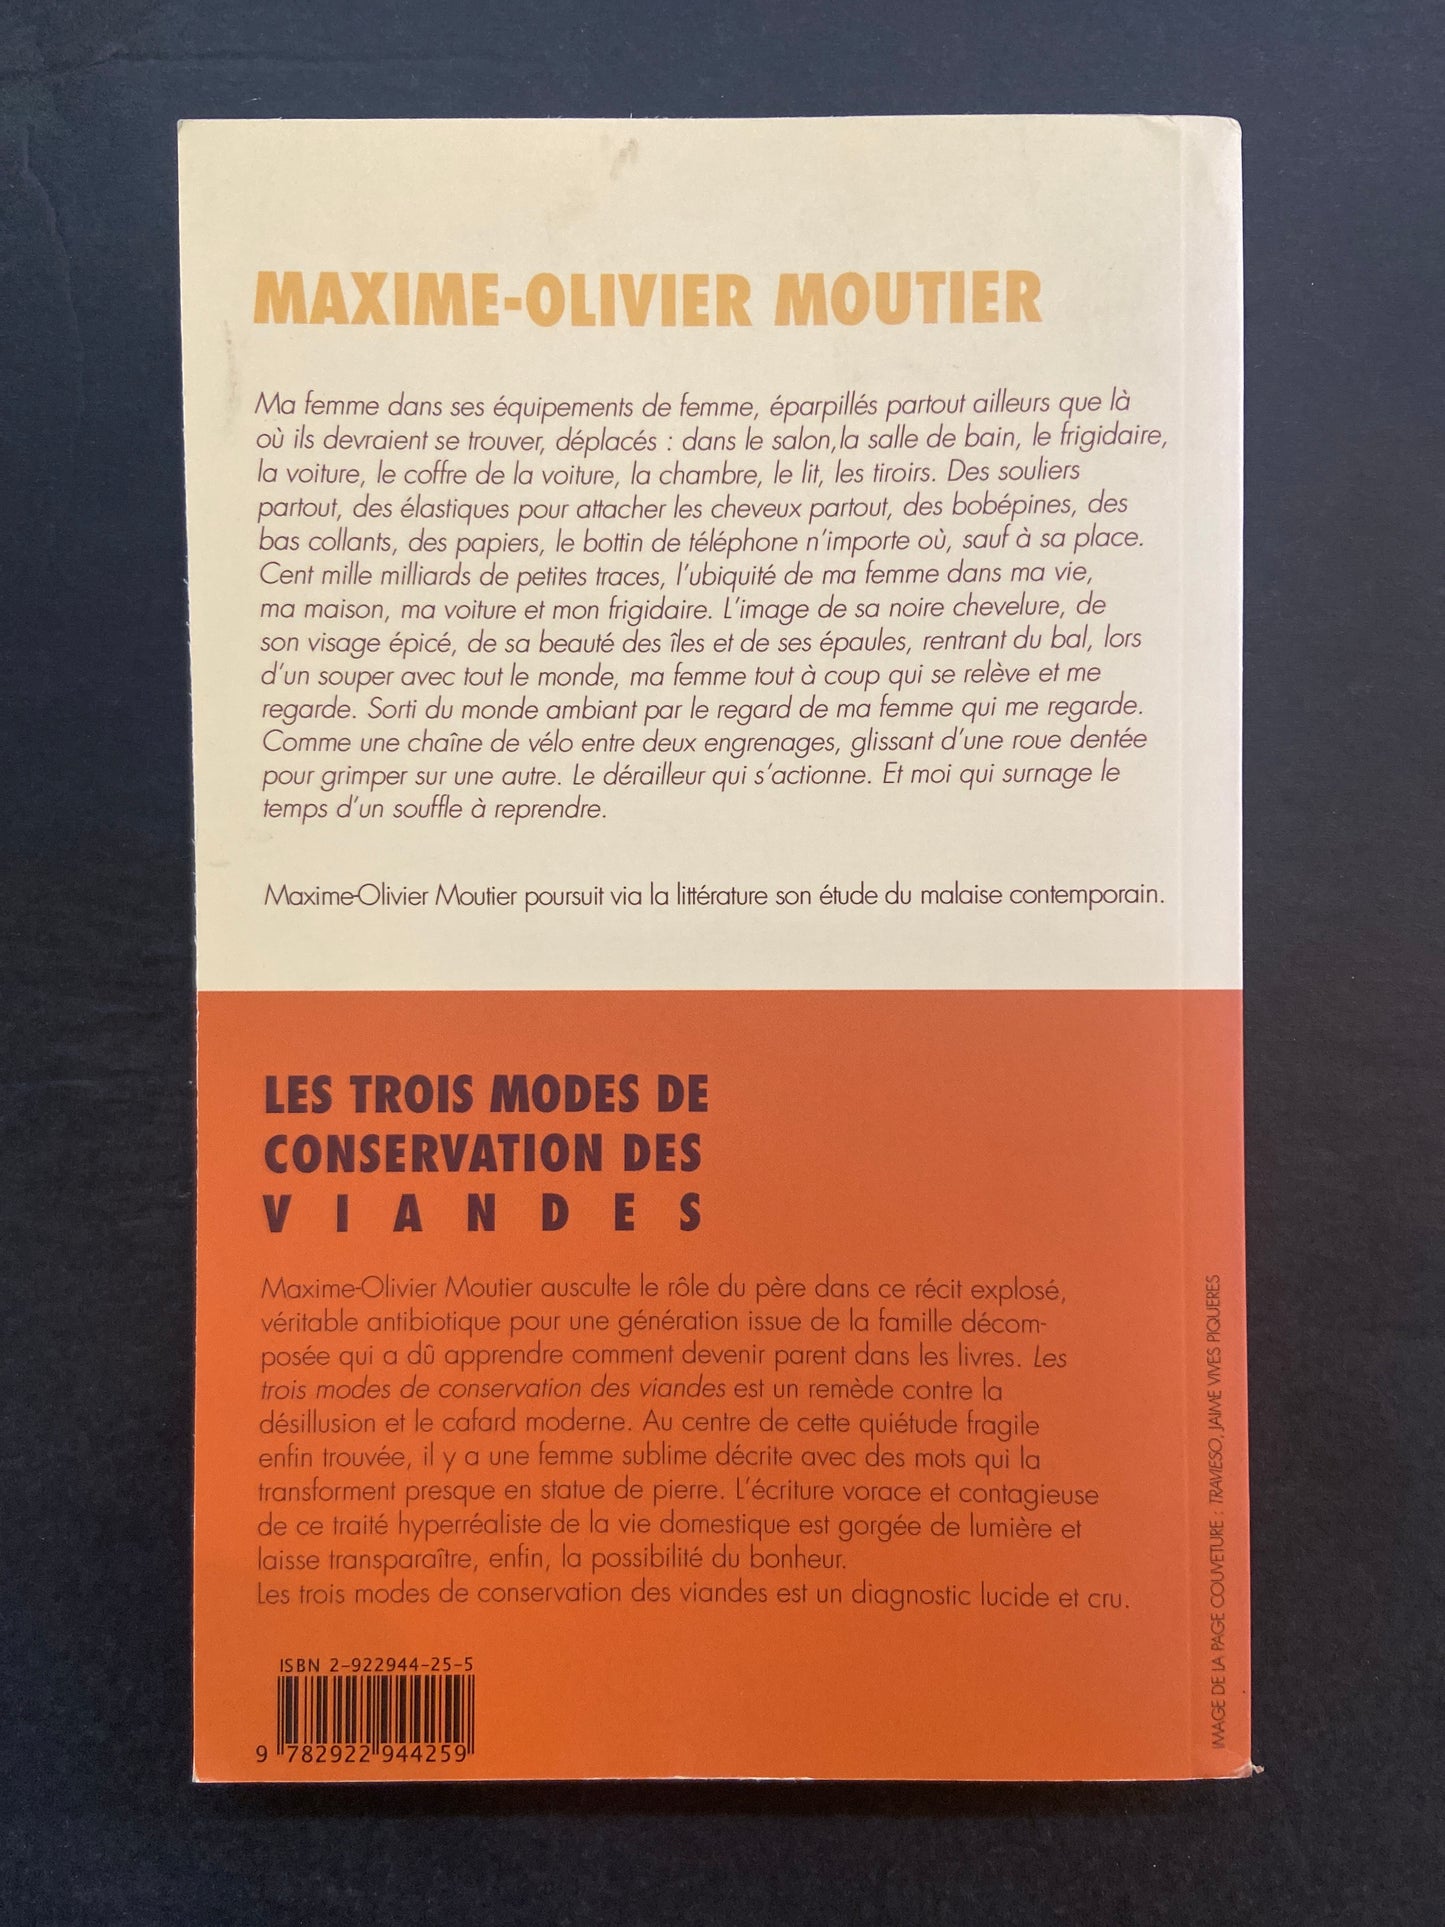 MAXIME-OLIVIER MOUTIER
Ma femme dans ses équipements de femme, éparpillés partout ailleurs que là
où ils devraient se trouver, déplacés : dans le salon,la salle de bain, le frigidaire,
la voiture, le coffre de la voiture, la chambre, le lit, les tiroirs. Des souliers
partout, des élastiques pour attacher les cheveux partout, des bobépines, des
bas collants, des papiers, le bottin de téléphone n'importe où, sauf à sa place.
Cent mille milliards de petites traces, l'ubiquité de ma femme dans ma vie,
ma maison, ma voiture et mon frigidaire. L'image de sa noire chevelure, de
son visage épicé, de sa beauté des îles et de ses épaules, rentrant du bal, lors
d'un souper avec tout le monde, ma femme tout à coup qui se relève et me
regarde. Sorti du monde ambiant par le regard de ma femme qui me regarde.
Comme une chaîne de vélo entre deux engrenages, glissant d'une roue dentée
pour grimper sur une autre. Le dérailleur qui s'actionne. Et moi qui surnage le
temps d'un souffle à reprendre.
Maxime-Olivier Moutier poursuit via la littérature son étude du malaise contemporain.
LES TROIS MODES DE
CONSERVATION DES
VIANDES
Maxime-Olivier Moutier ausculte le rôle du père dans ce récit explosé,
véritable antibiotique pour une génération issue de la famille décom-
posée qui a dû apprendre comment devenir parent dans les livres. Les
trois modes de conservation des viandes est un remède contre la
désillusion et le cafard moderne. Au centre de cette quiétude fragile
enfin trouvée, il y a une femme sublime décrite avec des mots qui la
transforment presque en statue de pierre. L'écriture vorace et contagieuse
de ce traité hyperréaliste de la vie domestique est gorgée de lumière et
laisse transparaître, enfin, la possibilité du bonheur.
Les trois modes de conservation des viandes est un diagnostic lucide et cru.
ISBN 2-922944-25-5
9 782922 944259
IMAGE DE LA PAGE COUVETURE : TRAVIESO, JAIME VIVES PIQUERES